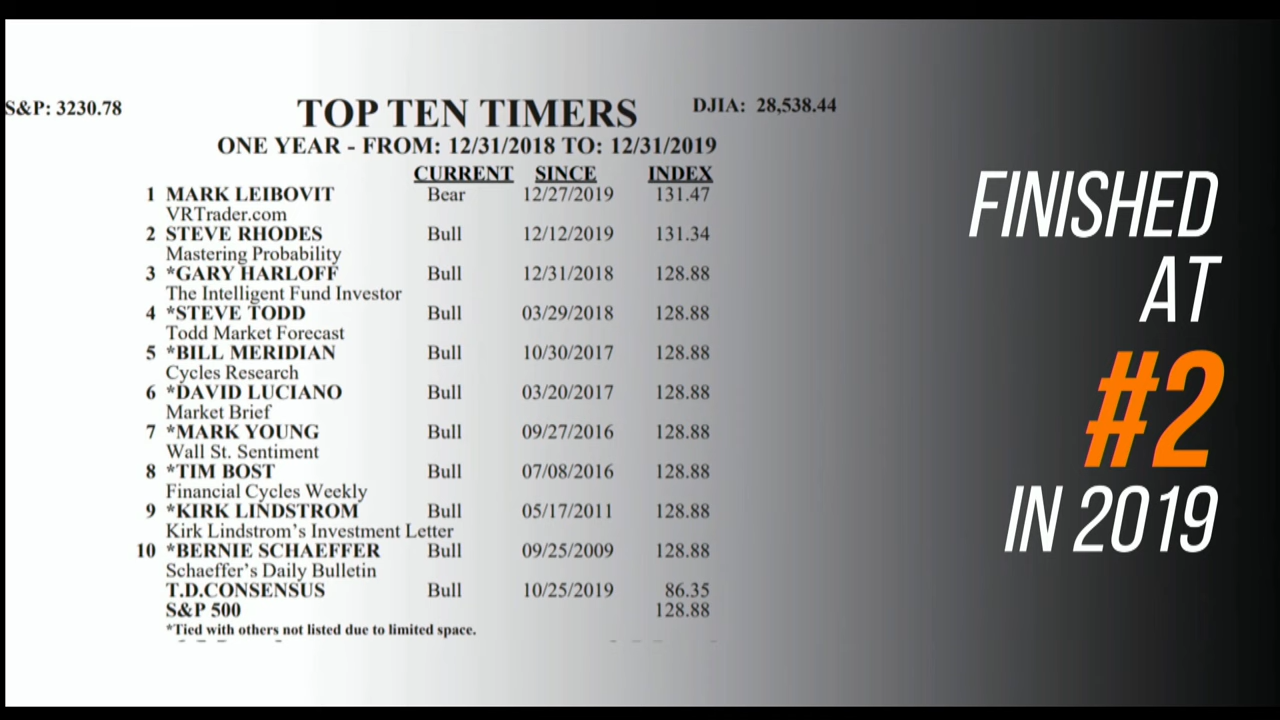 S&P: 3230.78
TOP TEN TIMERS
DJIA: 28,538.44
ONE YEAR - FROM: 12/31/2018 TO: 12/31/2019
CURRENT SINCE INDEX
1 MARK LEIBOVIT Bear 12/27/2019 131.47
VRTrader.com
2 STEVE RHODES Bull 12/12/2019 131.34
Mastering Probability
3 *GARY HARLOFF Bull 12/31/2018 128.88
The Intelligent Fund Investor
4 *STEVE TODD Bull 03/29/2018 128.88
Todd Market Forecast
5 *BILL MERIDIAN Bull 10/30/2017 128.88
Cycles Research
6 *DAVID LUCIANO Bull 03/20/2017 128.88
Market Brief
7 *MARK YOUNG Bull 09/27/2016 128.88
Wall St. Sentiment
8 *TIM BOST Bull 07/08/2016 128.88
Financial Cycles Weekly
9 *KIRK LINDSTROM Bull 05/17/2011 128.88
Kirk Lindstrom's Investment Letter
10 *BERNIE SCHAEFFER Bull 09/25/2009 128.88
Schaeffer's Daily Bulletin
T.D.CONSENSUS Bull 10/25/2019 86.35
S&P 500 128.88
*Tied with others not listed due to limited space.
FINISHED
AT
#2
IN 2019